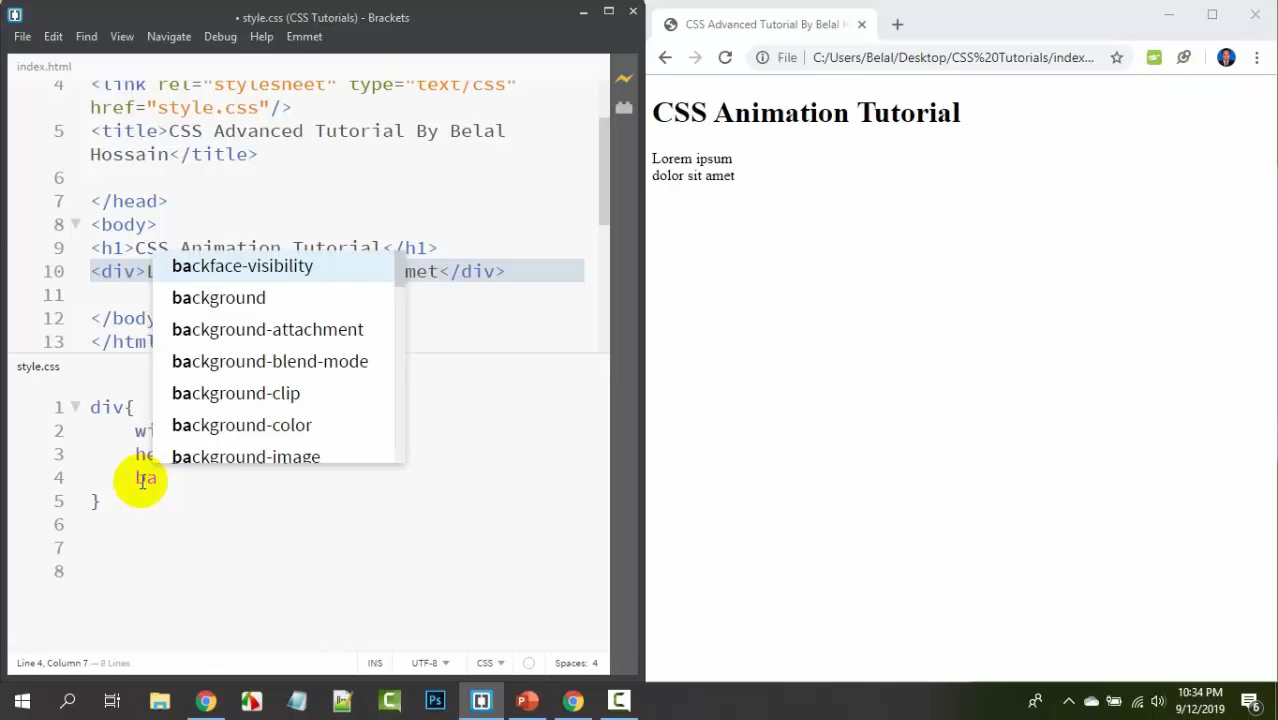 • style.css (CSS Tutorials) - Brackets
File Edit Find View Navigate Debug Help Emmet
index.html
4 <link rel="stylesheet" type="text/css"
href="style.css"/>
5 <title>CSS Advanced Tutorial By Belal
Hossain</title>
6
7 </head>
8 <body>
9 <h1>CSS Animation Tutorial</h1>
10 <div>L met</div>
11
12 </body
13 </html
backface-visibility
background
background-attachment
background-blend-mode
background-clip
background-color
background-image
style.css
1 div{
2 wi
3 he
4 ba
5 }
6
7
8
Line 4, Column 7 — 8 Lines
INS UTF-8 CSS Spaces: 4
CSS Advanced Tutorial By Belal H
File C:/Users/Belal/Desktop/CSS%20Tutorials/index...
CSS Animation Tutorial
Lorem ipsum
dolor sit amet
Ps
10:34 PM
9/12/2019
6